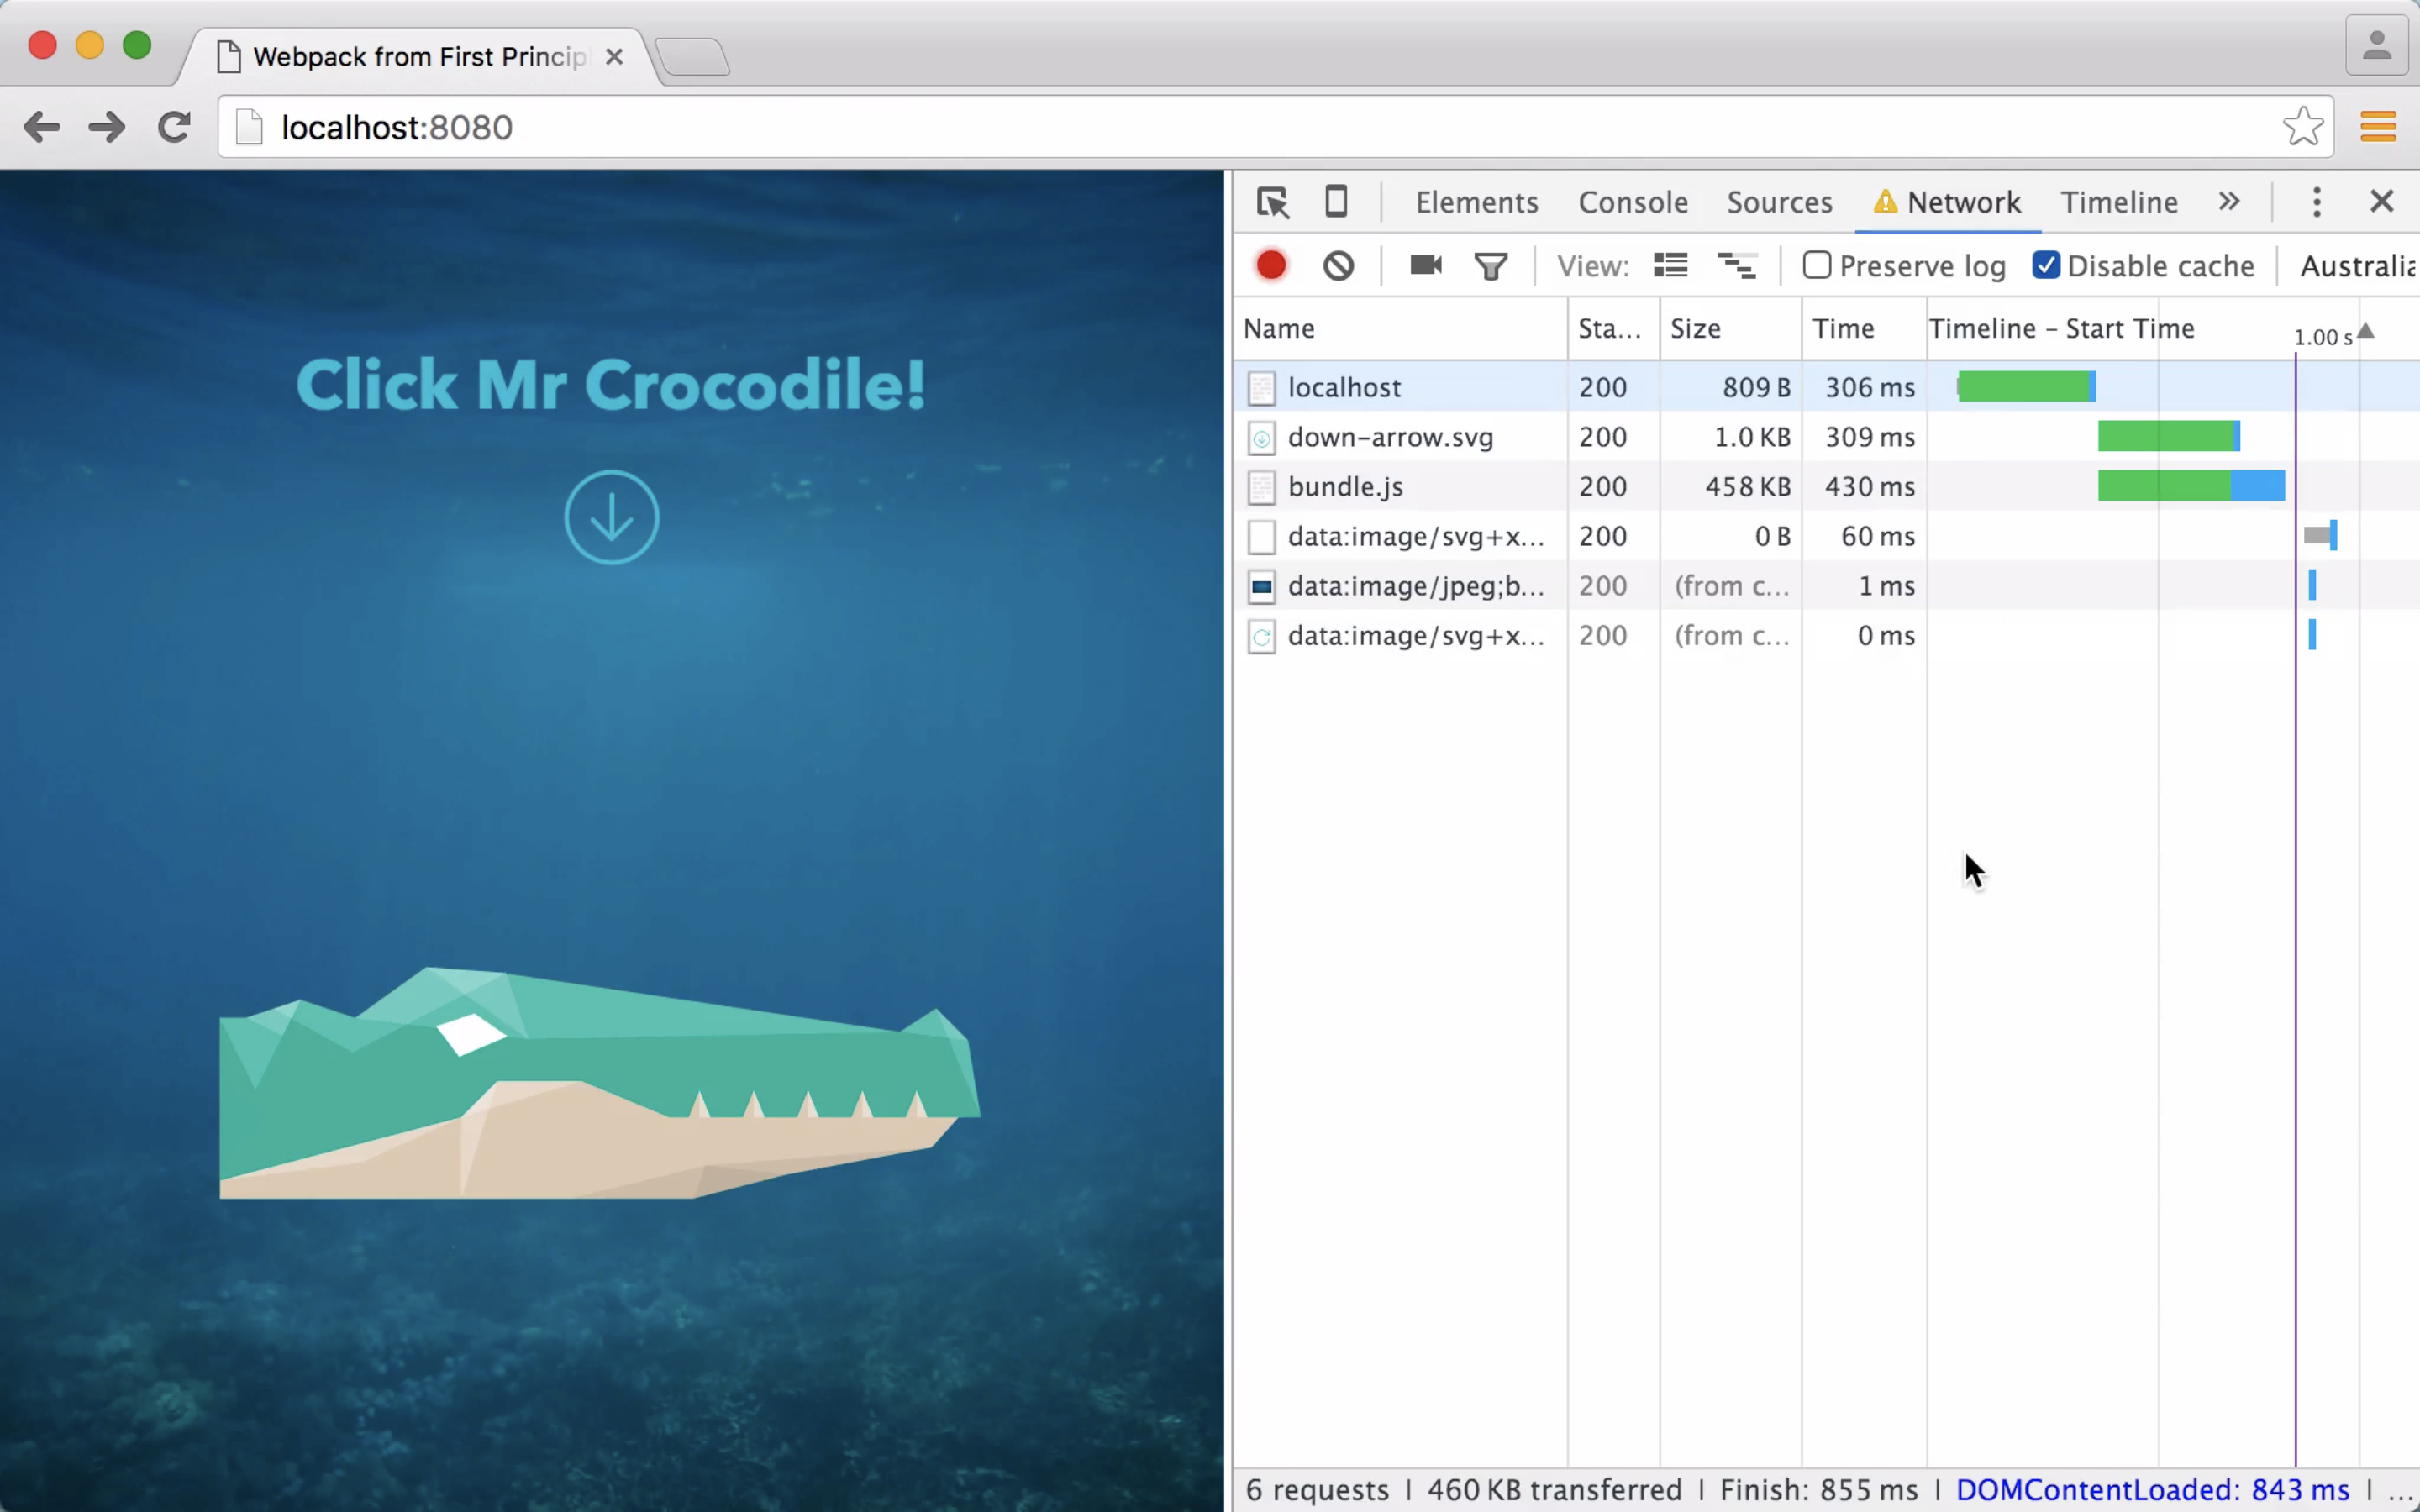 Webpack from First Princip
localhost:8080
Click Mr Crocodile!
Elements Console Sources Network Timeline »
View: Preserve log Disable cache Australia
Name Sta... Size Time Timeline – Start Time 1.00 s
localhost 200 809 B 306 ms
down-arrow.svg 200 1.0 KB 309 ms
bundle.js 200 458 KB 430 ms
data:image/svg+x... 200 0 B 60 ms
data:image/jpeg;b... 200 (from c... 1 ms
data:image/svg+x... 200 (from c... 0 ms
6 requests | 460 KB transferred | Finish: 855 ms | DOMContentLoaded: 843 ms | ...